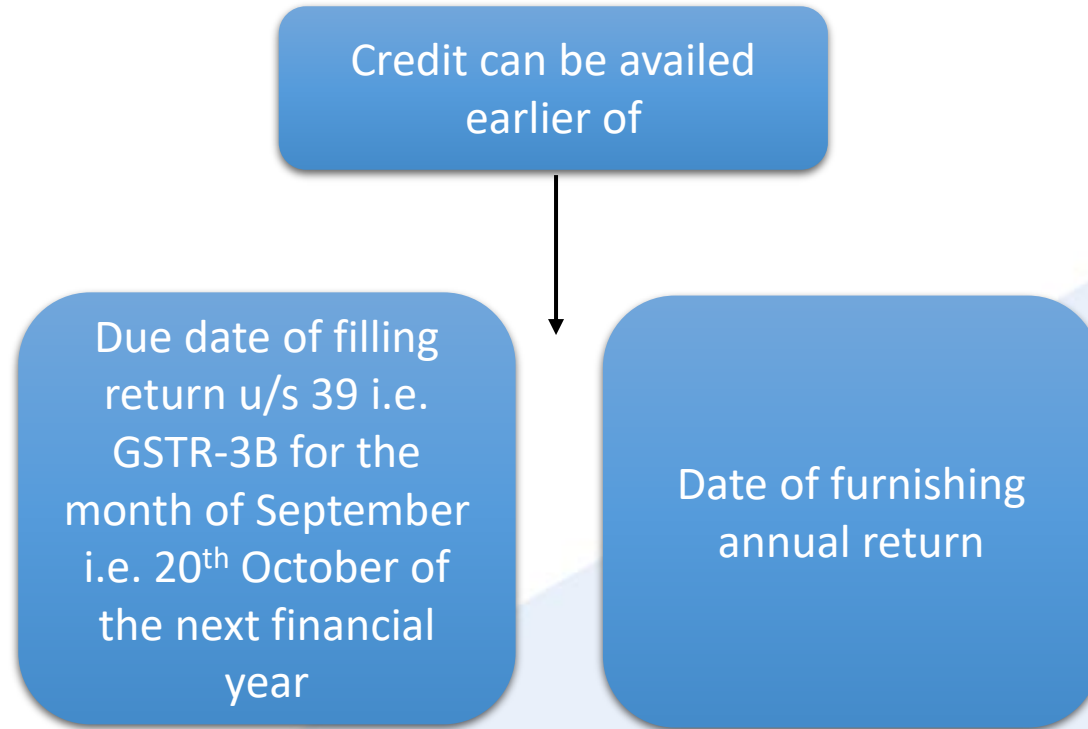 Credit can be availed
earlier of
Due date of filling
return u/s 39 i.e.
GSTR-3B for the
month of September
i.e. 20th October of
the next financial
year
Date of furnishing
annual return